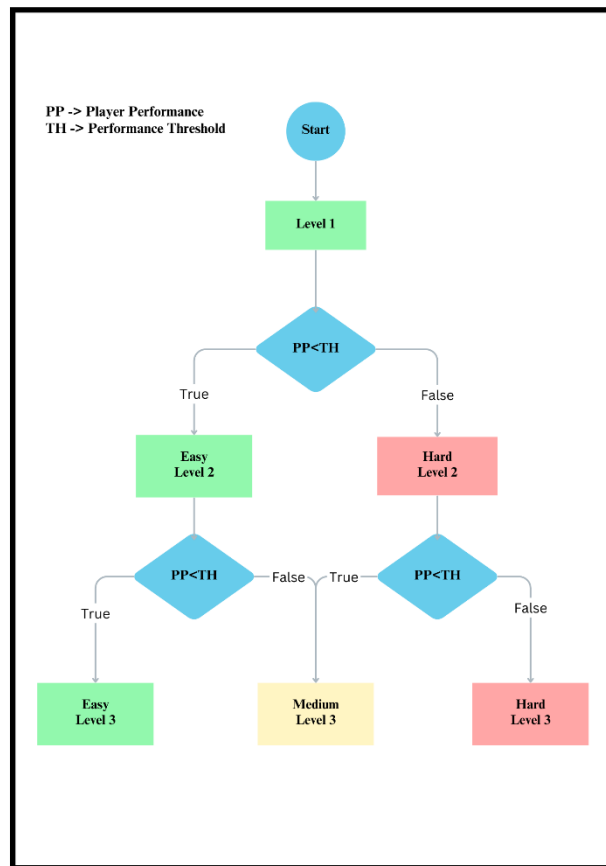 PP -> Player Performance
TH -> Performance Threshold
Start
Level 1
PP<TH
True
False
Easy
Level 2
Hard
Level 2
PP<TH
False
True
PP<TH
True
False
Easy
Level 3
Medium
Level 3
Hard
Level 3